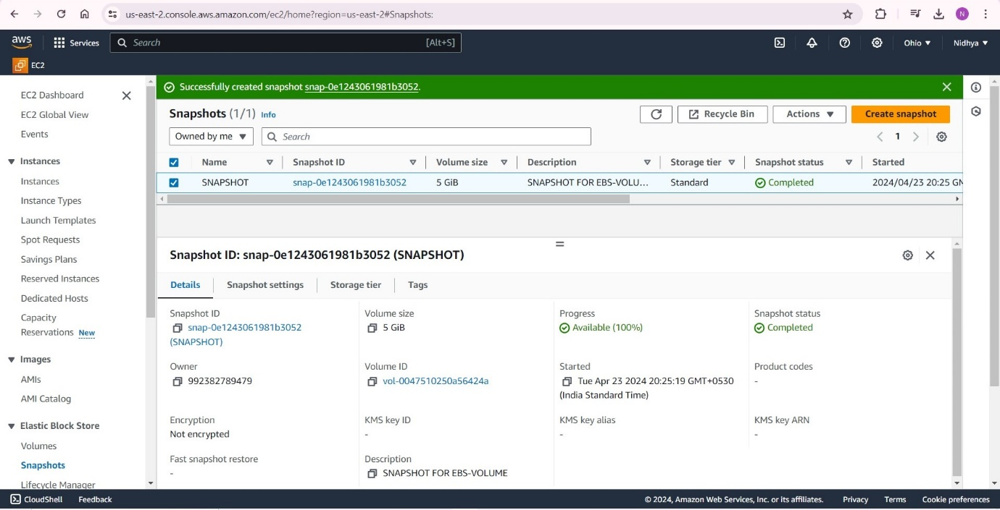 us-east-2.console.aws.amazon.com/ec2/home?region=us-east-2#Snapshots:
N
aws
Services
Search
[Alt+S]
Ohio ▼
Nidhya ▼
EC2
EC2 Dashboard
EC2 Global View
Events
Instances
Instances
Instance Types
Launch Templates
Spot Requests
Savings Plans
Reserved Instances
Dedicated Hosts
Capacity
Reservations New
Images
AMIs
AMI Catalog
Elastic Block Store
Volumes
Snapshots
Lifecycle Manager
Successfully created snapshot snap-0e1243061981b3052.
Snapshots (1/1) Info
Recycle Bin
Actions ▼
Create snapshot
Owned by me ▼
Search
1
Name Snapshot ID Volume size Description Storage tier Snapshot status Started
SNAPSHOT snap-0e1243061981b3052 5 GiB SNAPSHOT FOR EBS-VOLU... Standard Completed 2024/04/23 20:25 GM
Snapshot ID: snap-0e1243061981b3052 (SNAPSHOT)
Details Snapshot settings Storage tier Tags
Snapshot ID
snap-0e1243061981b3052
(SNAPSHOT)
Volume size
5 GiB
Progress
Available (100%)
Snapshot status
Completed
Owner
992382789479
Volume ID
vol-0047510250a56424a
Started
Tue Apr 23 2024 20:25:19 GMT+0530
(India Standard Time)
Product codes
-
Encryption
Not encrypted
KMS key ID
-
KMS key alias
-
KMS key ARN
-
Fast snapshot restore
-
Description
SNAPSHOT FOR EBS-VOLUME
CloudShell Feedback
© 2024, Amazon Web Services, Inc. or its affiliates. Privacy Terms Cookie preferences